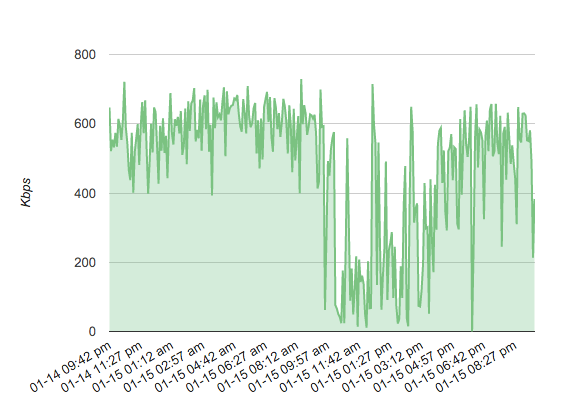 800
600
400
200
0
Kbps
01-14 09:42 pm
01-14 11:27 pm
01-15 01:12 am
01-15 02:57 am
01-15 04:42 am
01-15 06:27 am
01-15 08:12 am
01-15 09:57 am
01-15 11:42 am
01-15 01:27 pm
01-15 03:12 pm
01-15 04:57 pm
01-15 06:42 pm
01-15 08:27 pm